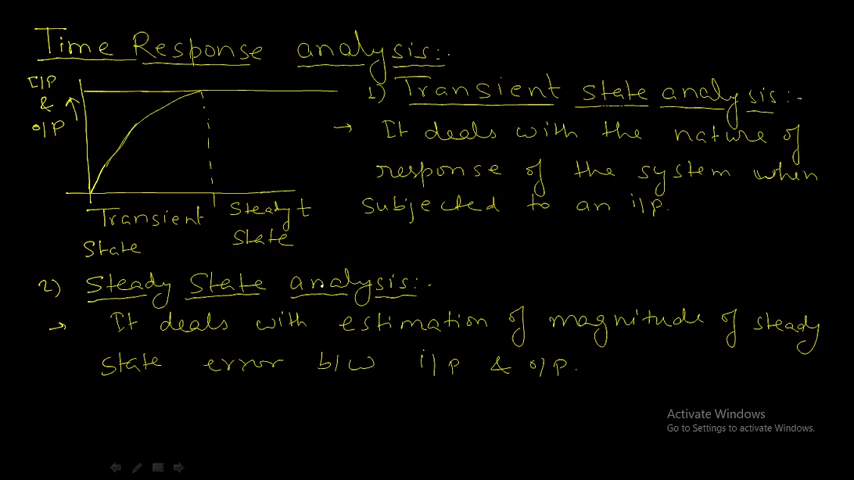 Time Response analysis:-
I/P
&
O/P
1) Transient state analysis:-
→ It deals with the nature of
response of the system when
subjected to an i/p.
Transient
State
Steady t
State
2) Steady State analysis:-
→ It deals with estimation of magnitude of steady
state error b/w i/p & o/p.
Activate Windows
Go to Settings to activate Windows.